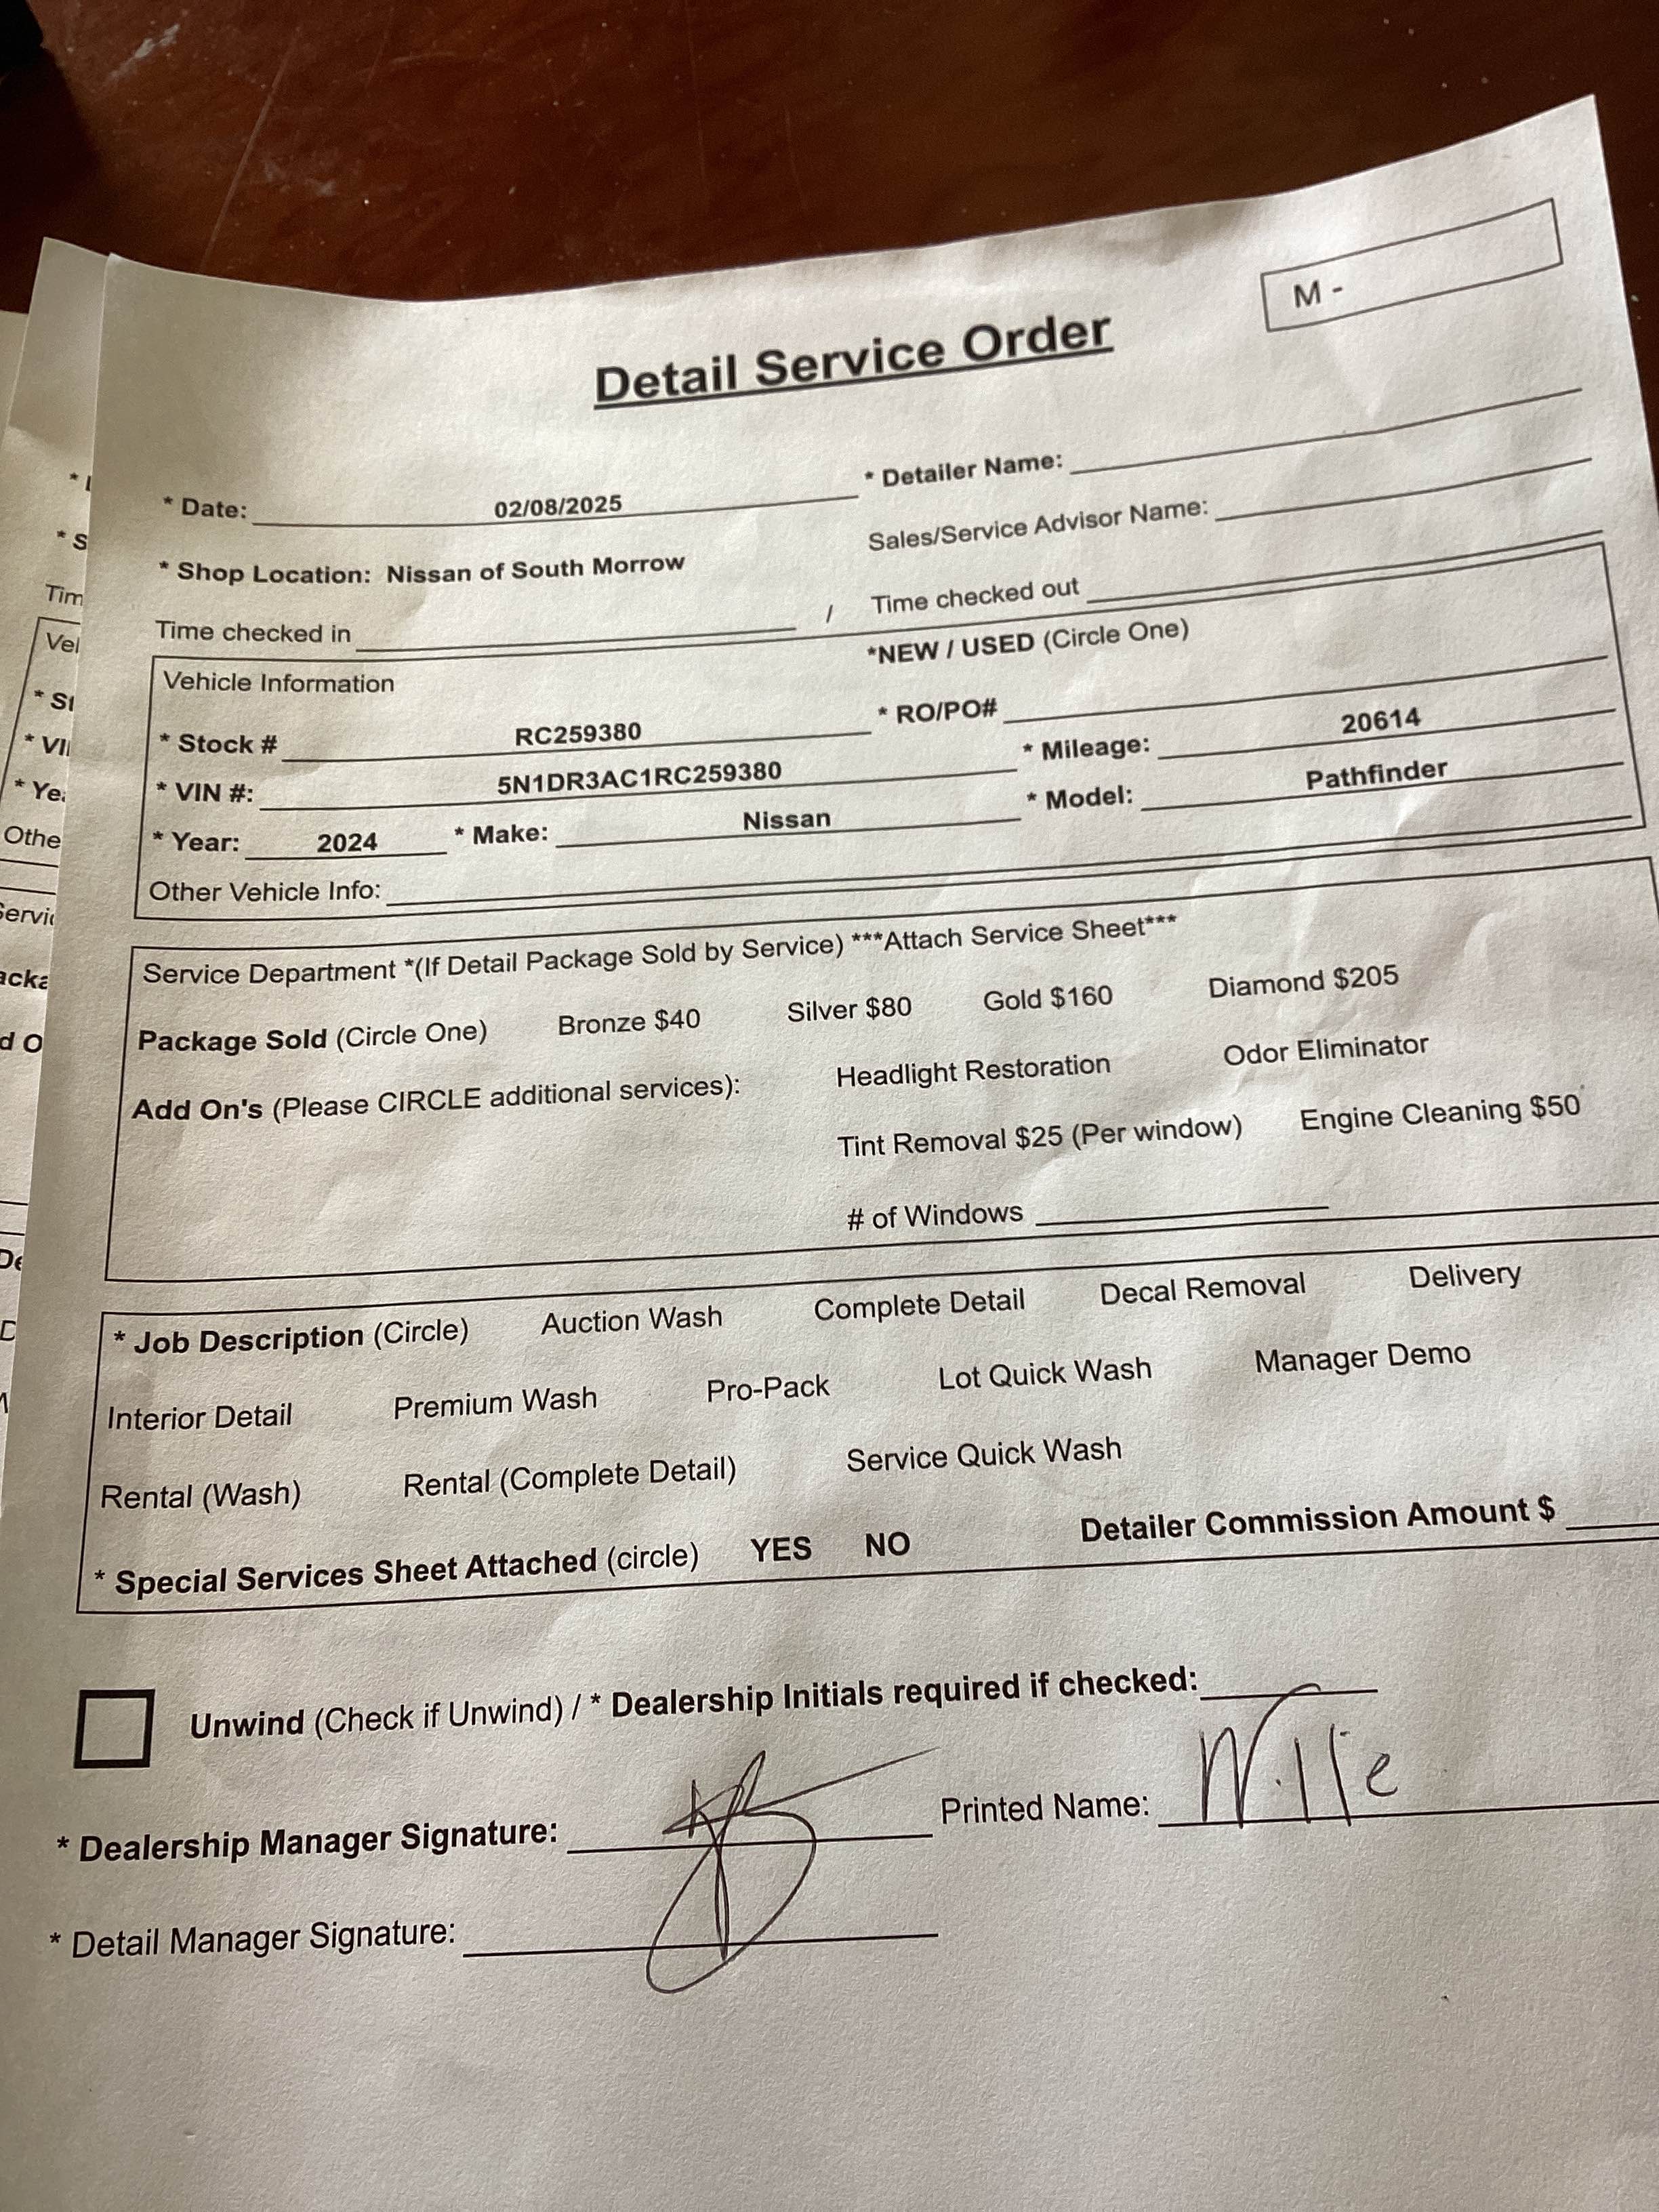 M -
Detail Service Order
* Date: 02/08/2025 * Detailer Name:
* Shop Location: Nissan of South Morrow Sales/Service Advisor Name:
Time checked in / Time checked out
Vehicle Information *NEW / USED (Circle One)
* Stock # RC259380 * RO/PO#
* VIN #: 5N1DR3AC1RC259380 * Mileage: 20614
* Year: 2024 * Make: Nissan * Model: Pathfinder
Other Vehicle Info:
Service Department *(If Detail Package Sold by Service) ***Attach Service Sheet***
Package Sold (Circle One) Bronze $40 Silver $80 Gold $160 Diamond $205
Add On's (Please CIRCLE additional services): Headlight Restoration Odor Eliminator
Tint Removal $25 (Per window) Engine Cleaning $50
# of Windows
* Job Description (Circle) Auction Wash Complete Detail Decal Removal Delivery
Interior Detail Premium Wash Pro-Pack Lot Quick Wash Manager Demo
Rental (Wash) Rental (Complete Detail) Service Quick Wash
* Special Services Sheet Attached (circle) YES NO Detailer Commission Amount $
Unwind (Check if Unwind) / * Dealership Initials required if checked:
* Dealership Manager Signature: Printed Name: Willie
* Detail Manager Signature: